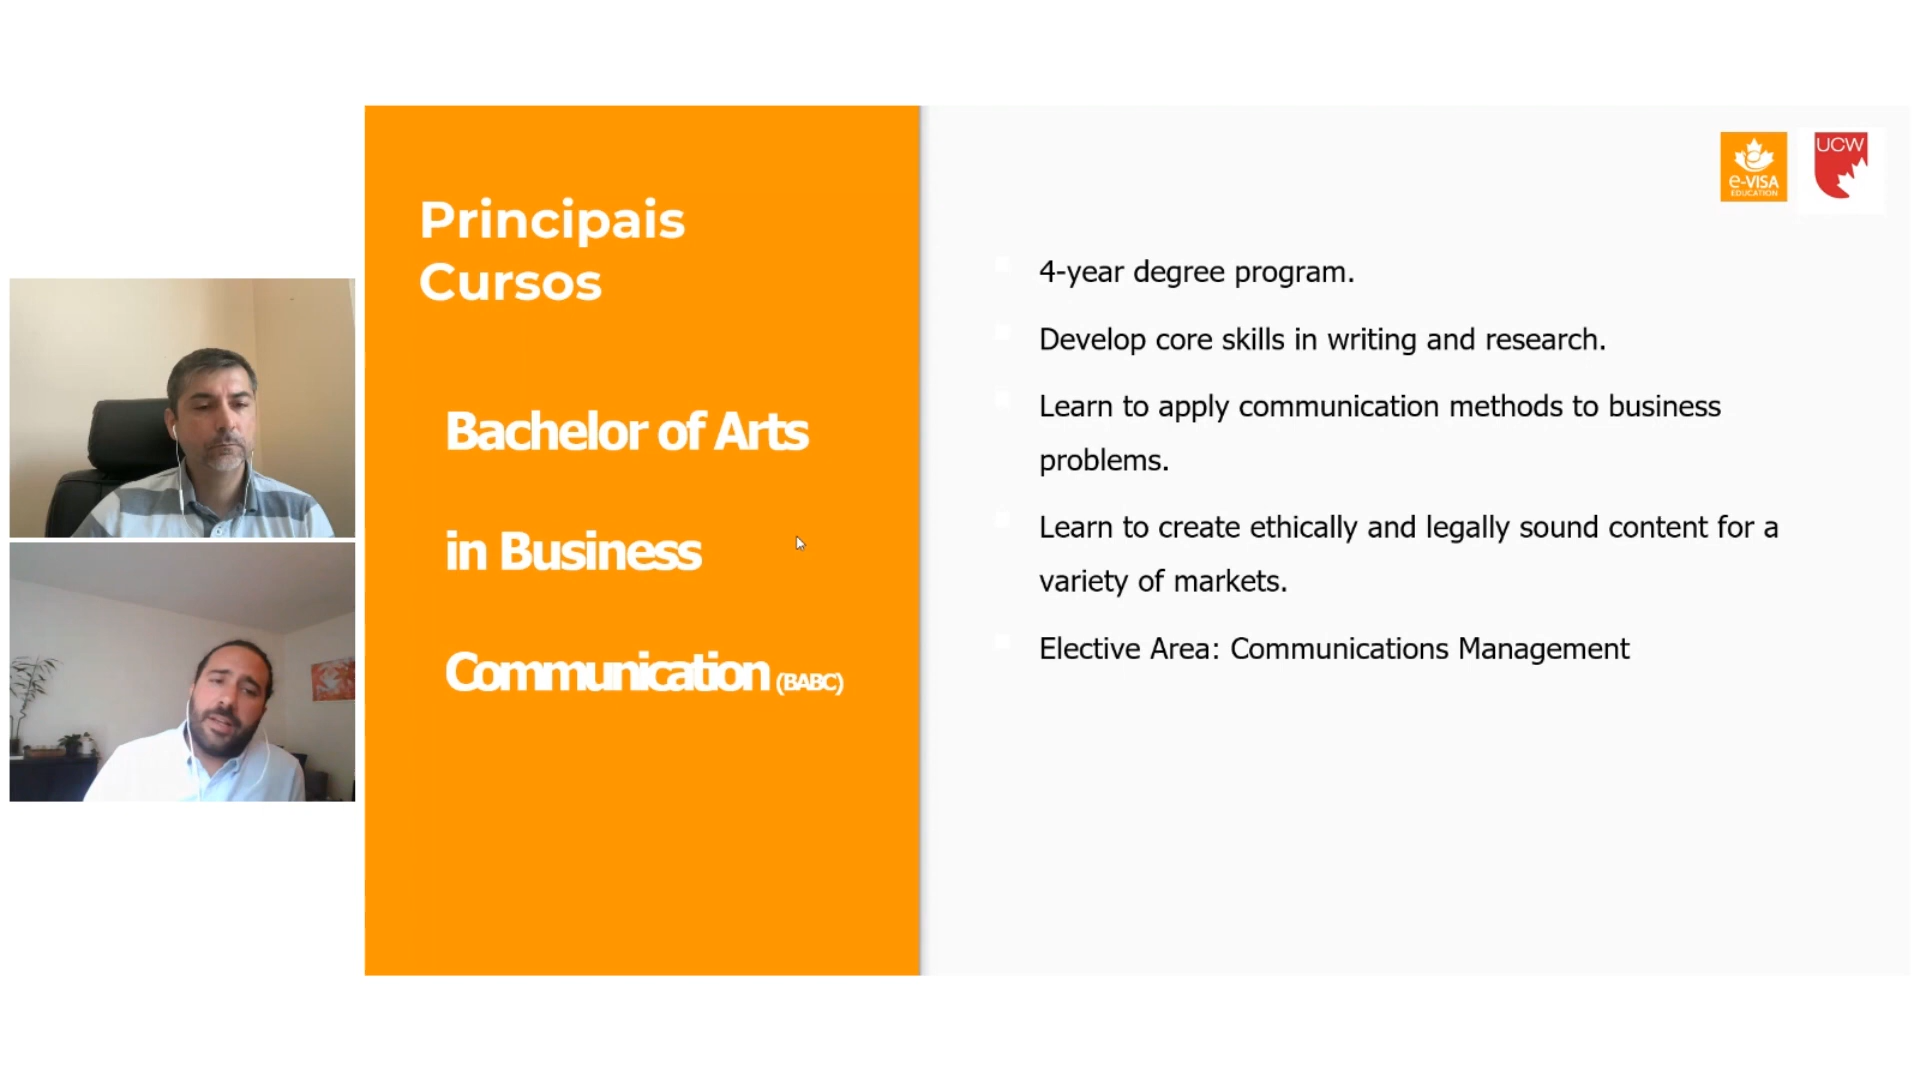 Principais
Cursos
Bachelor of Arts
in Business
Communication (BABC)
e-VISA
EDUCATION
UCW
4-year degree program.
Develop core skills in writing and research.
Learn to apply communication methods to business
problems.
Learn to create ethically and legally sound content for a
variety of markets.
Elective Area: Communications Management